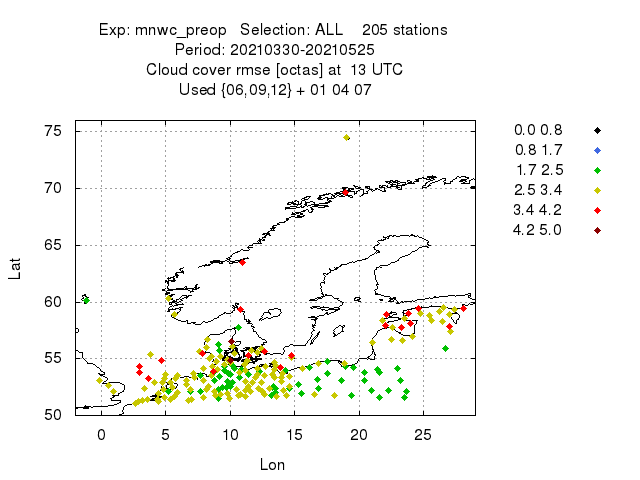 Exp: mnwc_preop   Selection: ALL    205 stations
Period: 20210330-20210525
Cloud cover rmse [octas] at  13 UTC
Used {06,09,12} + 01 04 07
75
70
65
60
55
50
Lat
0 5 10 15 20 25
Lon
0.0 0.8
0.8 1.7
1.7 2.5
2.5 3.4
3.4 4.2
4.2 5.0